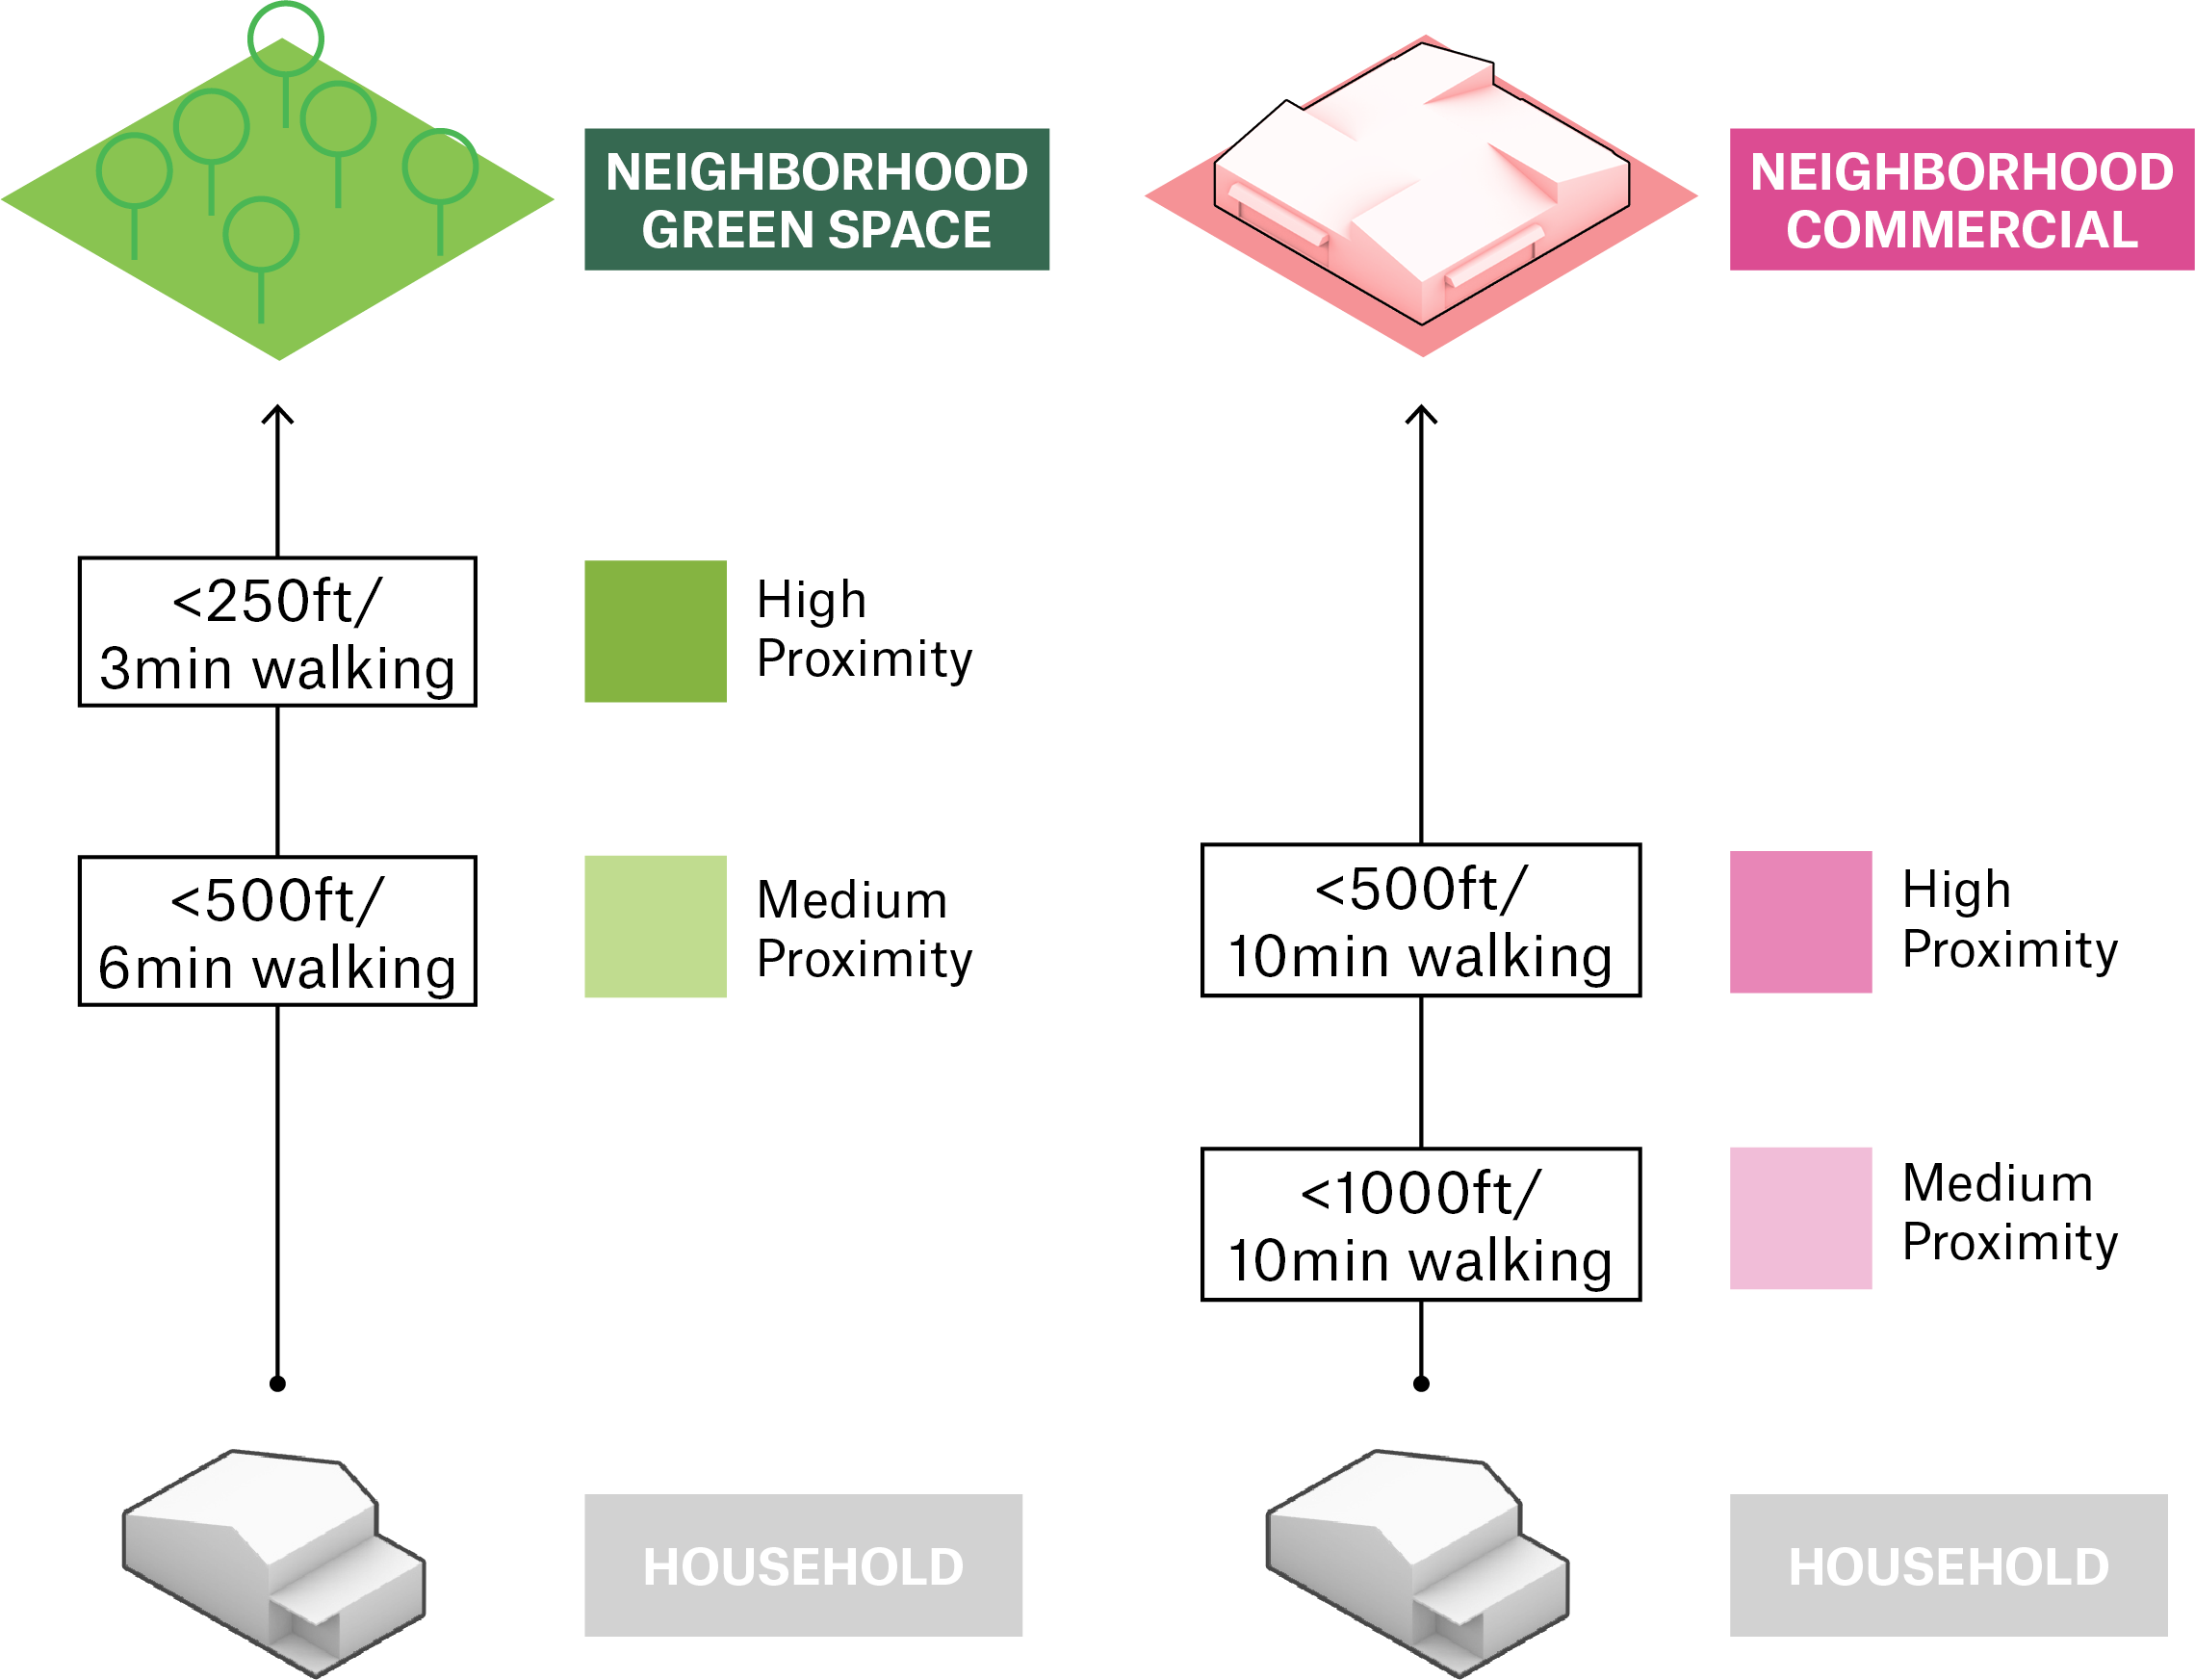 NEIGHBORHOOD
GREEN SPACE
<250ft/
3min walking
High
Proximity
<500ft/
6min walking
Medium
Proximity
HOUSEHOLD
NEIGHBORHOOD
COMMERCIAL
<500ft/
10min walking
High
Proximity
<1000ft/
10min walking
Medium
Proximity
HOUSEHOLD